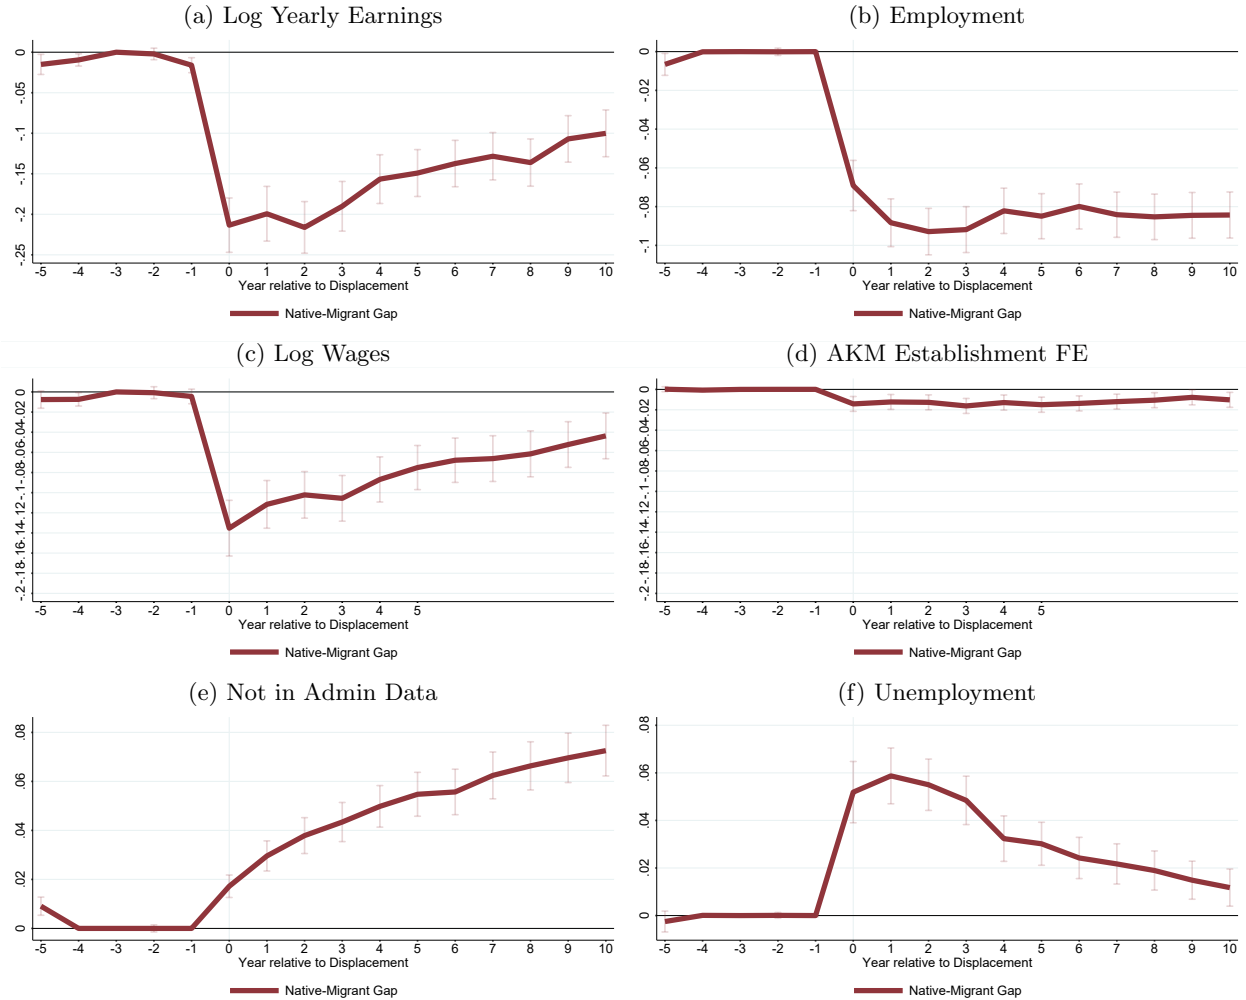 (a) Log Yearly Earnings
0
-.05
-.1
-.15
-.2
-.25
-5 -4 -3 -2 -1 0 1 2 3 4 5 6 7 8 9 10
Year relative to Displacement
Native-Migrant Gap
(b) Employment
0
-.02
-.04
-.06
-.08
-.1
-5 -4 -3 -2 -1 0 1 2 3 4 5 6 7 8 9 10
Year relative to Displacement
Native-Migrant Gap
(c) Log Wages
-.2-.18-.16-.14-.12-.1-.08-.06-.04-.02 0
-5 -4 -3 -2 -1 0 1 2 3 4 5
Year relative to Displacement
Native-Migrant Gap
(d) AKM Establishment FE
-.2-.18-.16-.14-.12-.1-.08-.06-.04-.02 0
-5 -4 -3 -2 -1 0 1 2 3 4 5
Year relative to Displacement
Native-Migrant Gap
(e) Not in Admin Data
.08
.06
.04
.02
0
-5 -4 -3 -2 -1 0 1 2 3 4 5 6 7 8 9 10
Year relative to Displacement
Native-Migrant Gap
(f) Unemployment
.08
.06
.04
.02
0
-5 -4 -3 -2 -1 0 1 2 3 4 5 6 7 8 9 10
Year relative to Displacement
Native-Migrant Gap